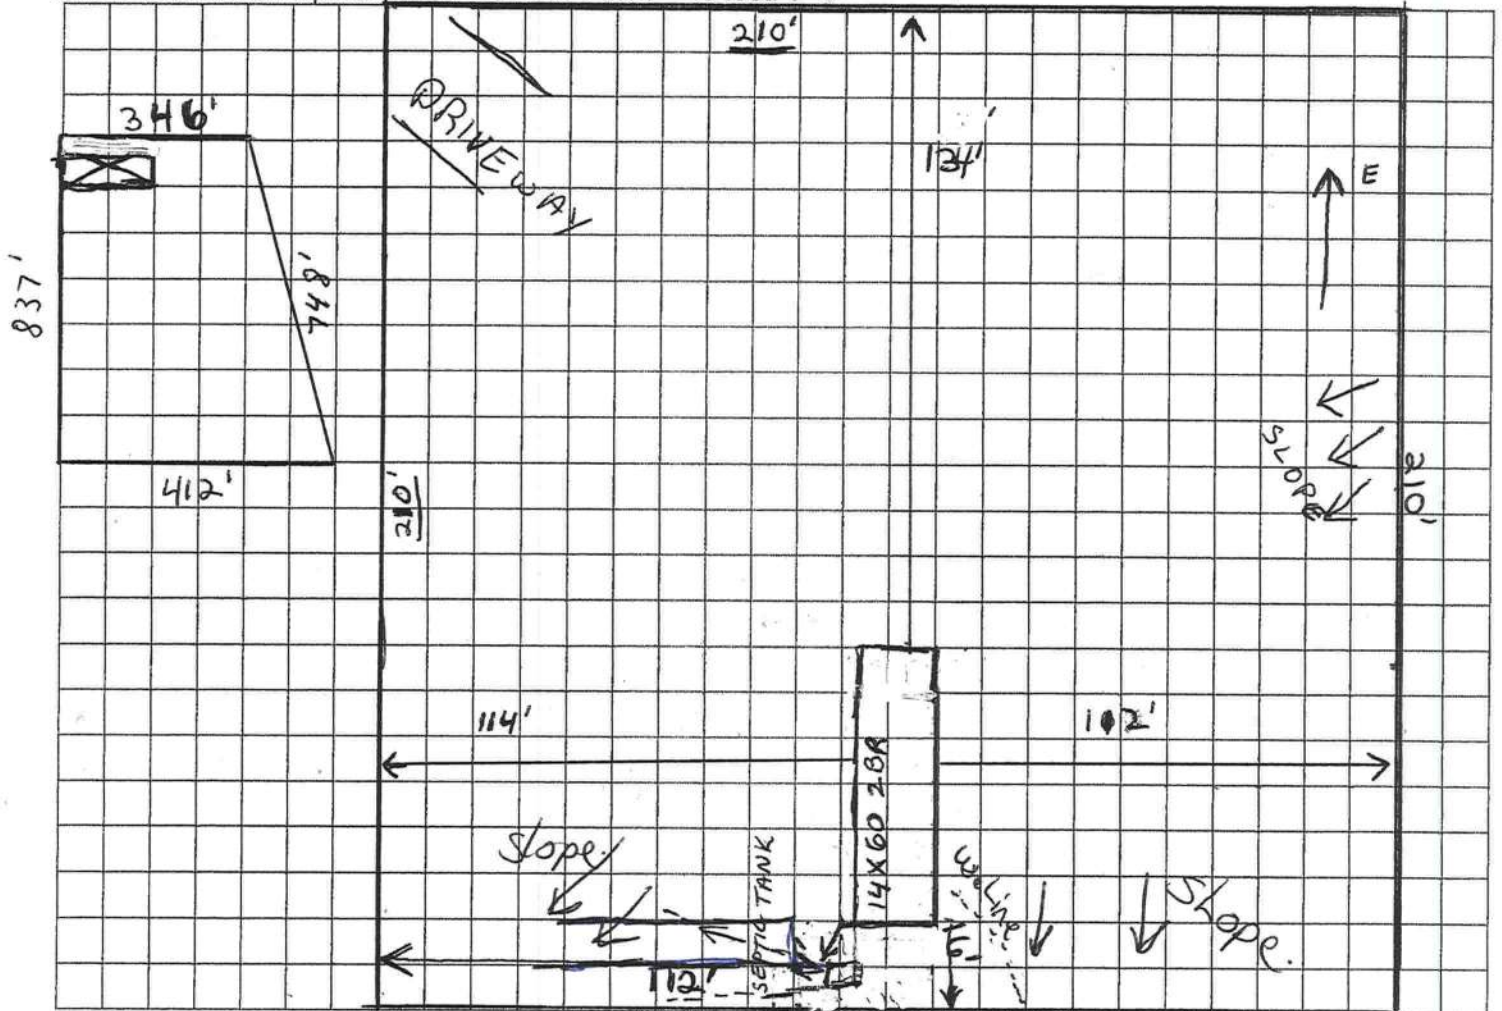 210'
DRIVEWAY
346'
134'
E
837'
748'
SLOPE
412'
210'
210'
114'
112'
14X60 2BR
Slope
SEPTIC TANK
Slope.
16'
112'